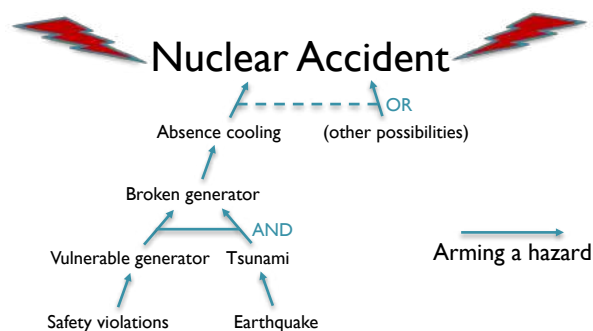 Nuclear Accident
OR
Absence cooling (other possibilities)
Broken generator
AND
Vulnerable generator Tsunami
Arming a hazard
Safety violations Earthquake